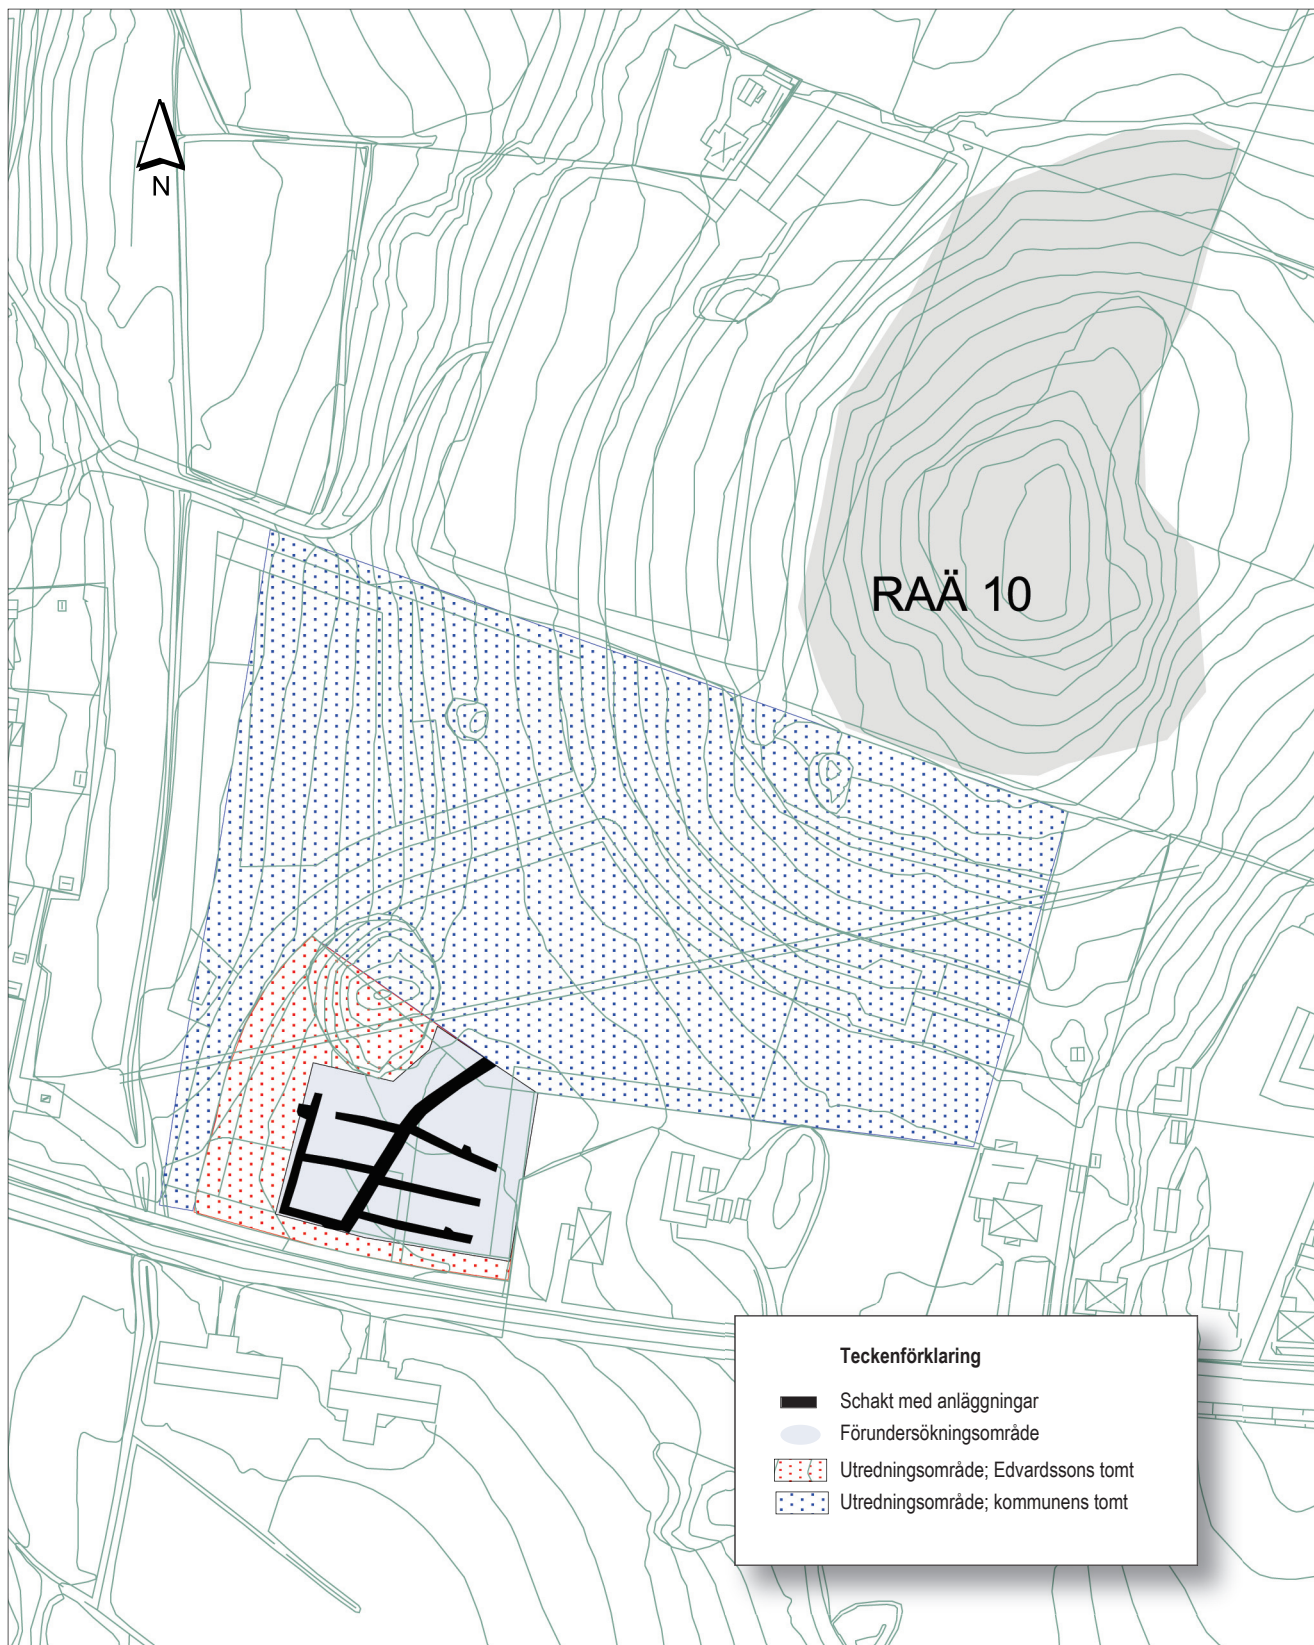 N
RAÄ 10
Teckenförklaring
Schakt med anläggningar
Förundersökningsområde
Utredningsområde; Edvardssons tomt
Utredningsområde; kommunens tomt